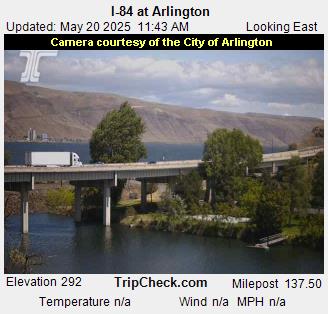 I-84 at Arlington
Updated: May 20 2025 11:43 AM Looking East
Camera courtesy of the City of Arlington
Elevation 292 TripCheck.com Milepost 137.50
Temperature n/a Wind n/a MPH n/a